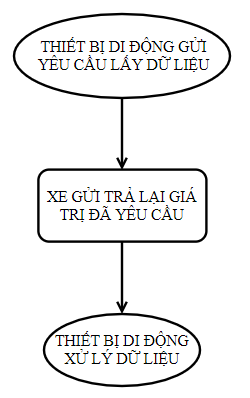 THIẾT BỊ DI ĐỘNG GỬI
YÊU CẦU LẤY DỮ LIỆU
XE GỬI TRẢ LẠI GIÁ
TRỊ ĐÃ YÊU CẦU
THIẾT BỊ DI ĐỘNG
XỬ LÝ DỮ LIỆU